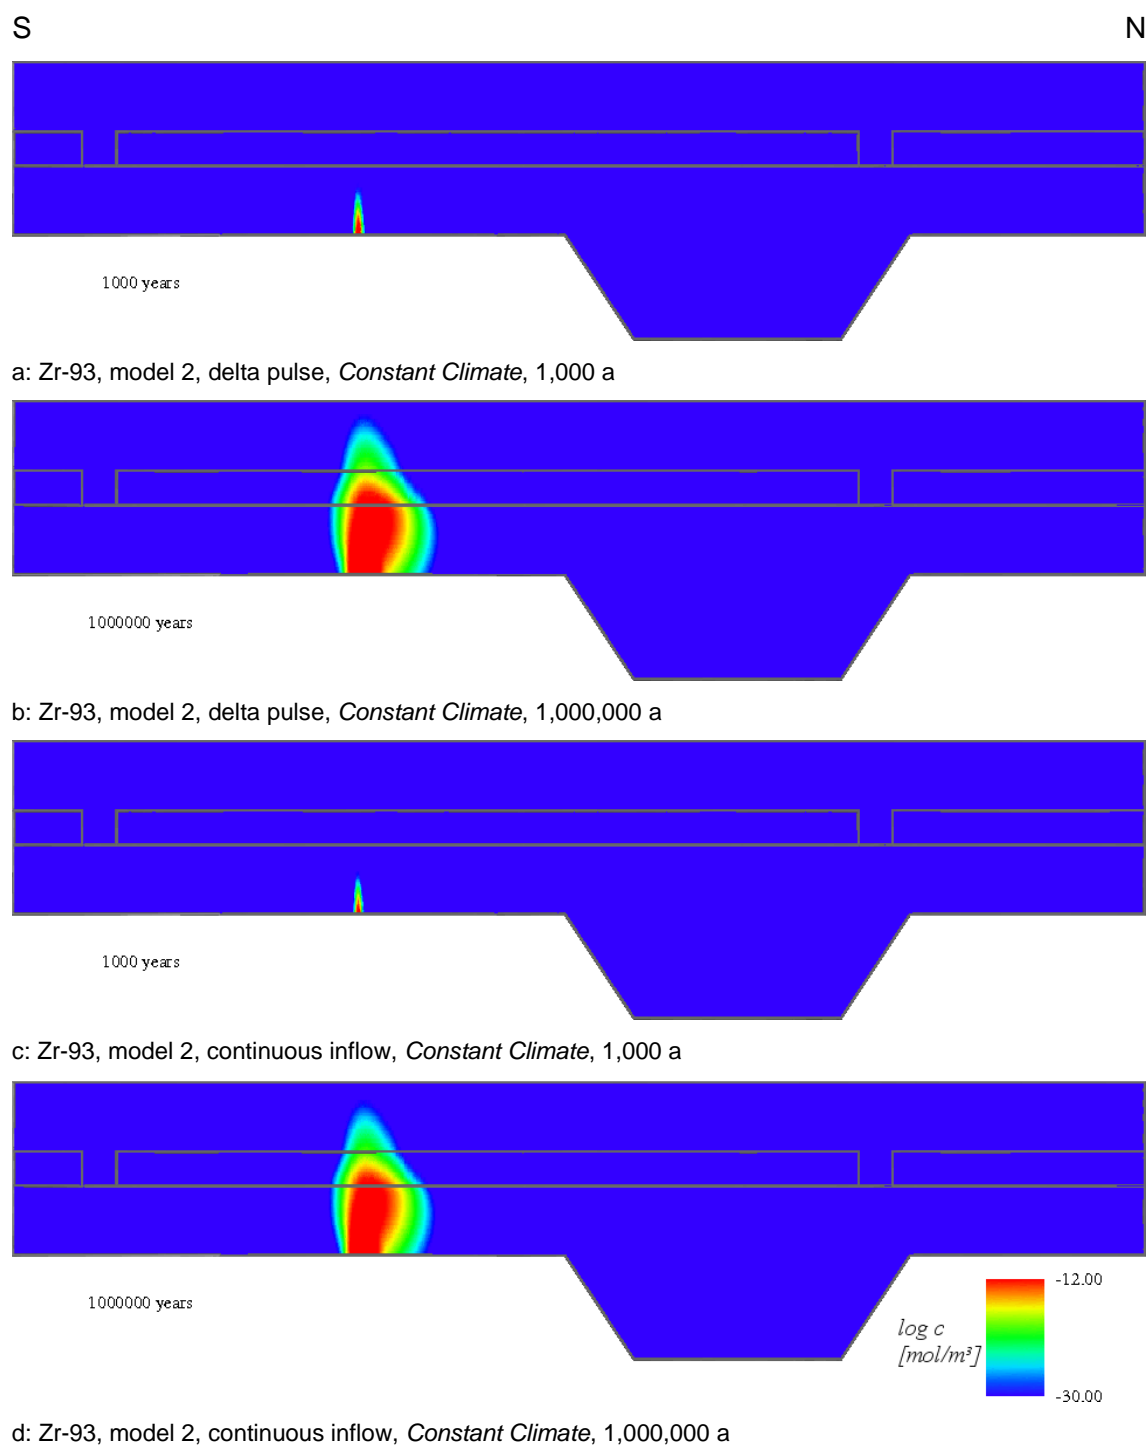 S N
1000 years
a: Zr-93, model 2, delta pulse, Constant Climate, 1,000 a
1000000 years
b: Zr-93, model 2, delta pulse, Constant Climate, 1,000,000 a
1000 years
c: Zr-93, model 2, continuous inflow, Constant Climate, 1,000 a
-12.00
1000000 years
log c
[mol/m³]
-30.00
d: Zr-93, model 2, continuous inflow, Constant Climate, 1,000,000 a